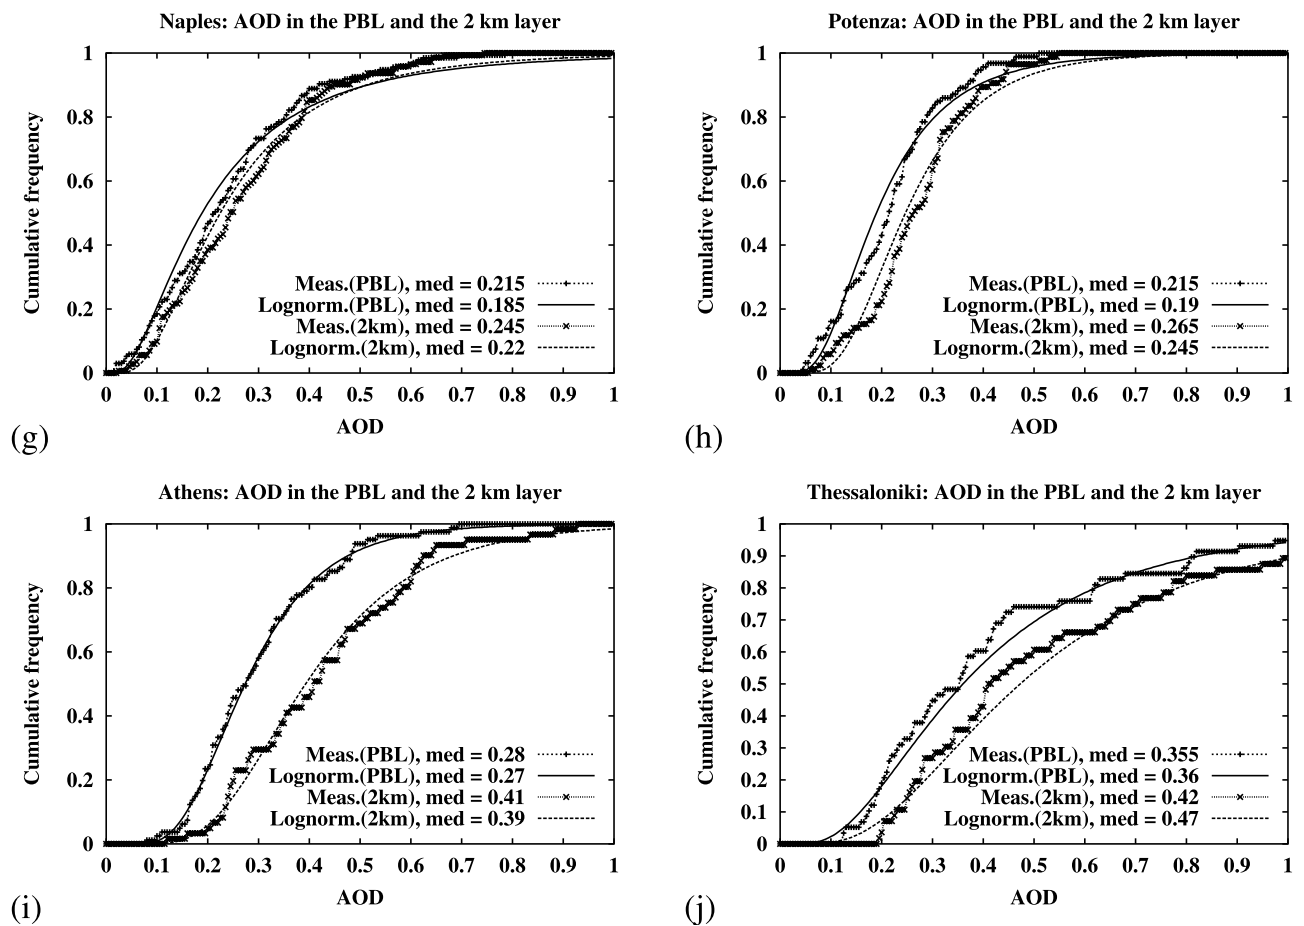 Naples: AOD in the PBL and the 2 km layer
Cumulative frequency
1
0.8
0.6
0.4
0.2
0
Meas.(PBL), med = 0.215
Lognorm.(PBL), med = 0.185
Meas.(2km), med = 0.245
Lognorm.(2km), med = 0.22
0 0.1 0.2 0.3 0.4 0.5 0.6 0.7 0.8 0.9 1
AOD
(g)
Potenza: AOD in the PBL and the 2 km layer
Cumulative frequency
1
0.8
0.6
0.4
0.2
0
Meas.(PBL), med = 0.215
Lognorm.(PBL), med = 0.19
Meas.(2km), med = 0.265
Lognorm.(2km), med = 0.245
0 0.1 0.2 0.3 0.4 0.5 0.6 0.7 0.8 0.9 1
AOD
(h)
Athens: AOD in the PBL and the 2 km layer
Cumulative frequency
1
0.8
0.6
0.4
0.2
0
Meas.(PBL), med = 0.28
Lognorm.(PBL), med = 0.27
Meas.(2km), med = 0.41
Lognorm.(2km), med = 0.39
0 0.1 0.2 0.3 0.4 0.5 0.6 0.7 0.8 0.9 1
AOD
(i)
Thessaloniki: AOD in the PBL and the 2 km layer
Cumulative frequency
1
0.9
0.8
0.7
0.6
0.5
0.4
0.3
0.2
0.1
0
Meas.(PBL), med = 0.355
Lognorm.(PBL), med = 0.36
Meas.(2km), med = 0.42
Lognorm.(2km), med = 0.47
0 0.1 0.2 0.3 0.4 0.5 0.6 0.7 0.8 0.9 1
AOD
(j)